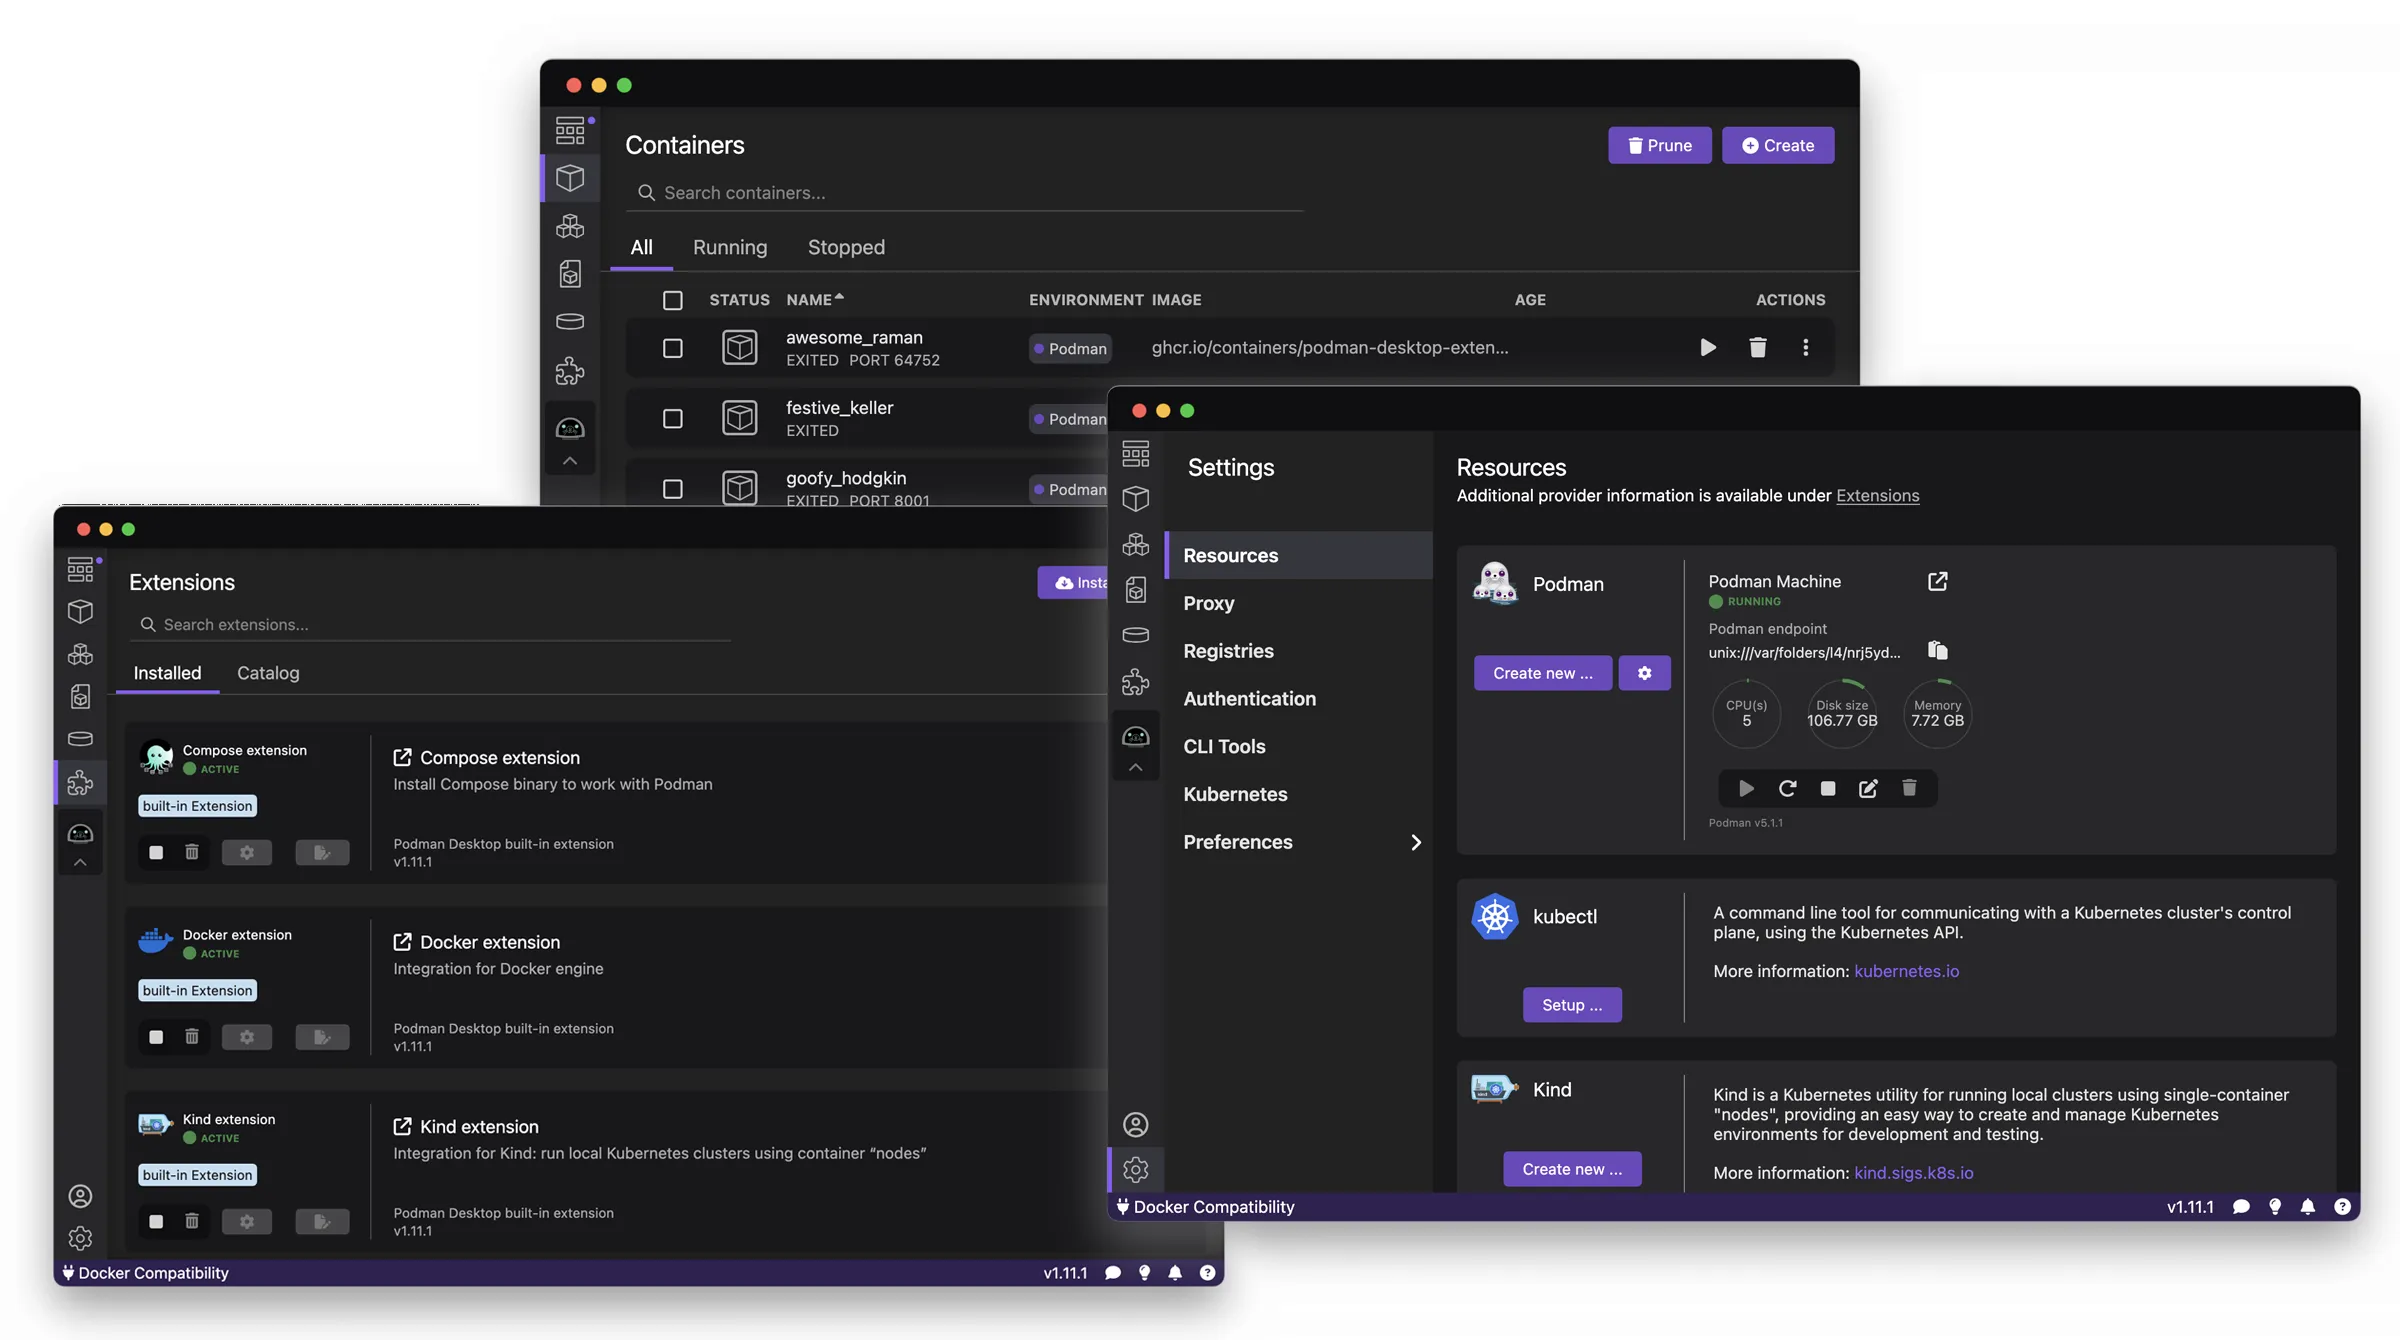 Containers
Prune
Create
Search containers...
All
Running
Stopped
STATUS
NAME
ENVIRONMENT
IMAGE
AGE
ACTIONS
awesome_raman
EXITED PORT 64752
Podman
ghcr.io/containers/podman-desktop-exten...
festive_keller
EXITED
Podman
goofy_hodgkin
EXITED PORT 8001
Podman
Extensions
Insta
Search extensions...
Installed
Catalog
Compose extension
ACTIVE
built-in Extension
Compose extension
Install Compose binary to work with Podman
Podman Desktop built-in extension
v1.11.1
Docker extension
ACTIVE
built-in Extension
Docker extension
Integration for Docker engine
Podman Desktop built-in extension
v1.11.1
Kind extension
ACTIVE
built-in Extension
Kind extension
Integration for Kind: run local Kubernetes clusters using container “nodes”
Podman Desktop built-in extension
v1.11.1
Docker Compatibility
v1.11.1
Settings
Resources
Proxy
Registries
Authentication
CLI Tools
Kubernetes
Preferences
Resources
Additional provider information is available under Extensions
Podman
Create new ...
Podman Machine
RUNNING
Podman endpoint
unix:///var/folders/l4/nrj5yd...
CPU(s)
5
Disk size
106.77 GB
Memory
7.72 GB
Podman v5.1.1
kubectl
Setup ...
A command line tool for communicating with a Kubernetes cluster's control
plane, using the Kubernetes API.
More information: kubernetes.io
Kind
Create new ...
Kind is a Kubernetes utility for running local clusters using single-container
"nodes", providing an easy way to create and manage Kubernetes
environments for development and testing.
More information: kind.sigs.k8s.io
Docker Compatibility
v1.11.1